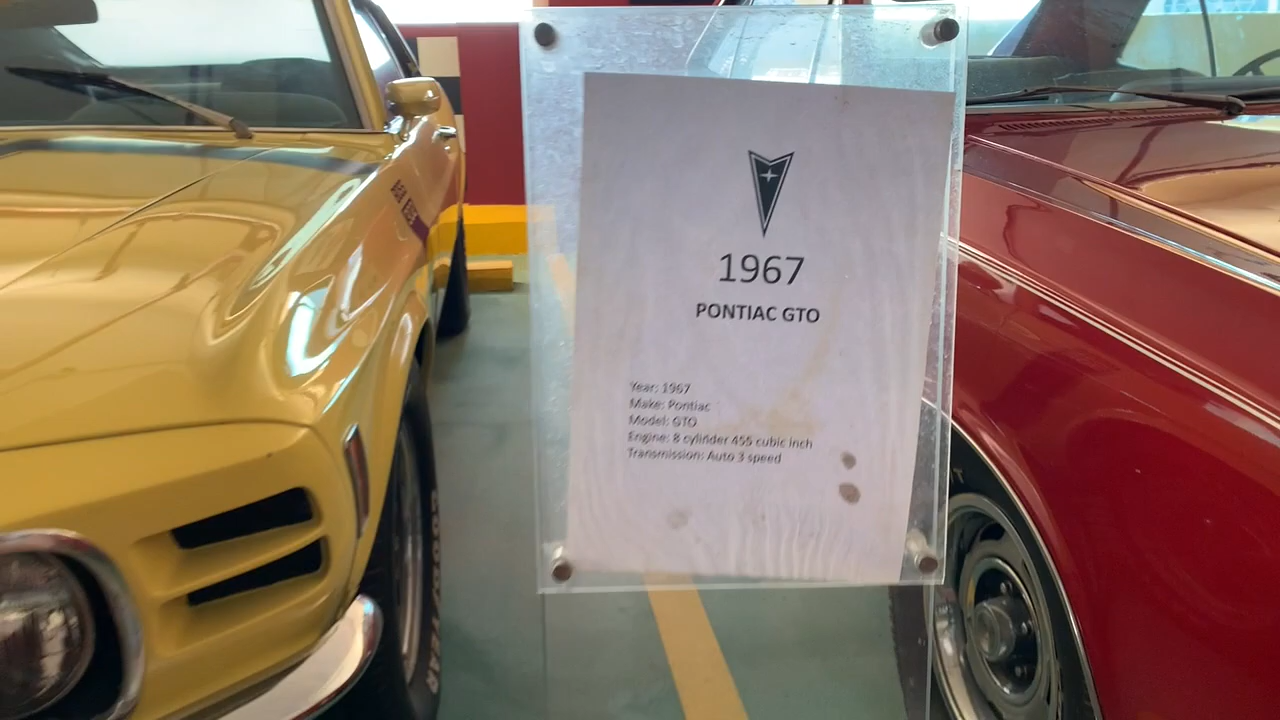 1967
PONTIAC GTO
Year: 1967
Make: Pontiac
Model: GTO
Engine: 8 cylinder 455 cubic inch
Transmission: Auto 3 speed